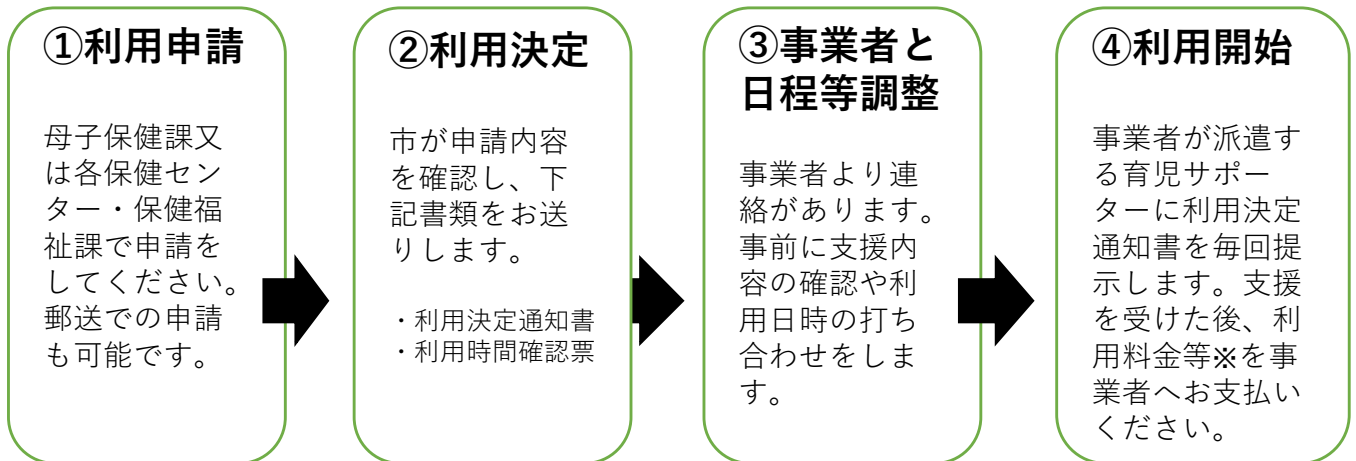 ①利用申請
母子保健課又
は各保健セン
ター・保健福
祉課で申請を
してください。
郵送での申請
も可能です。
②利用決定
市が申請内容
を確認し、下
記書類をお送
りします。
・利用決定通知書
・利用時間確認票
③事業者と
日程等調整
事業者より連
絡があります。
事前に支援内
容の確認や利
用日時の打ち
合わせをしま
す。
④利用開始
事業者が派遣す
る育児サポー
ターに利用決定
通知書を毎回提
示します。支援
を受けた後、利
用料金等※を事
業者へお支払い
ください。